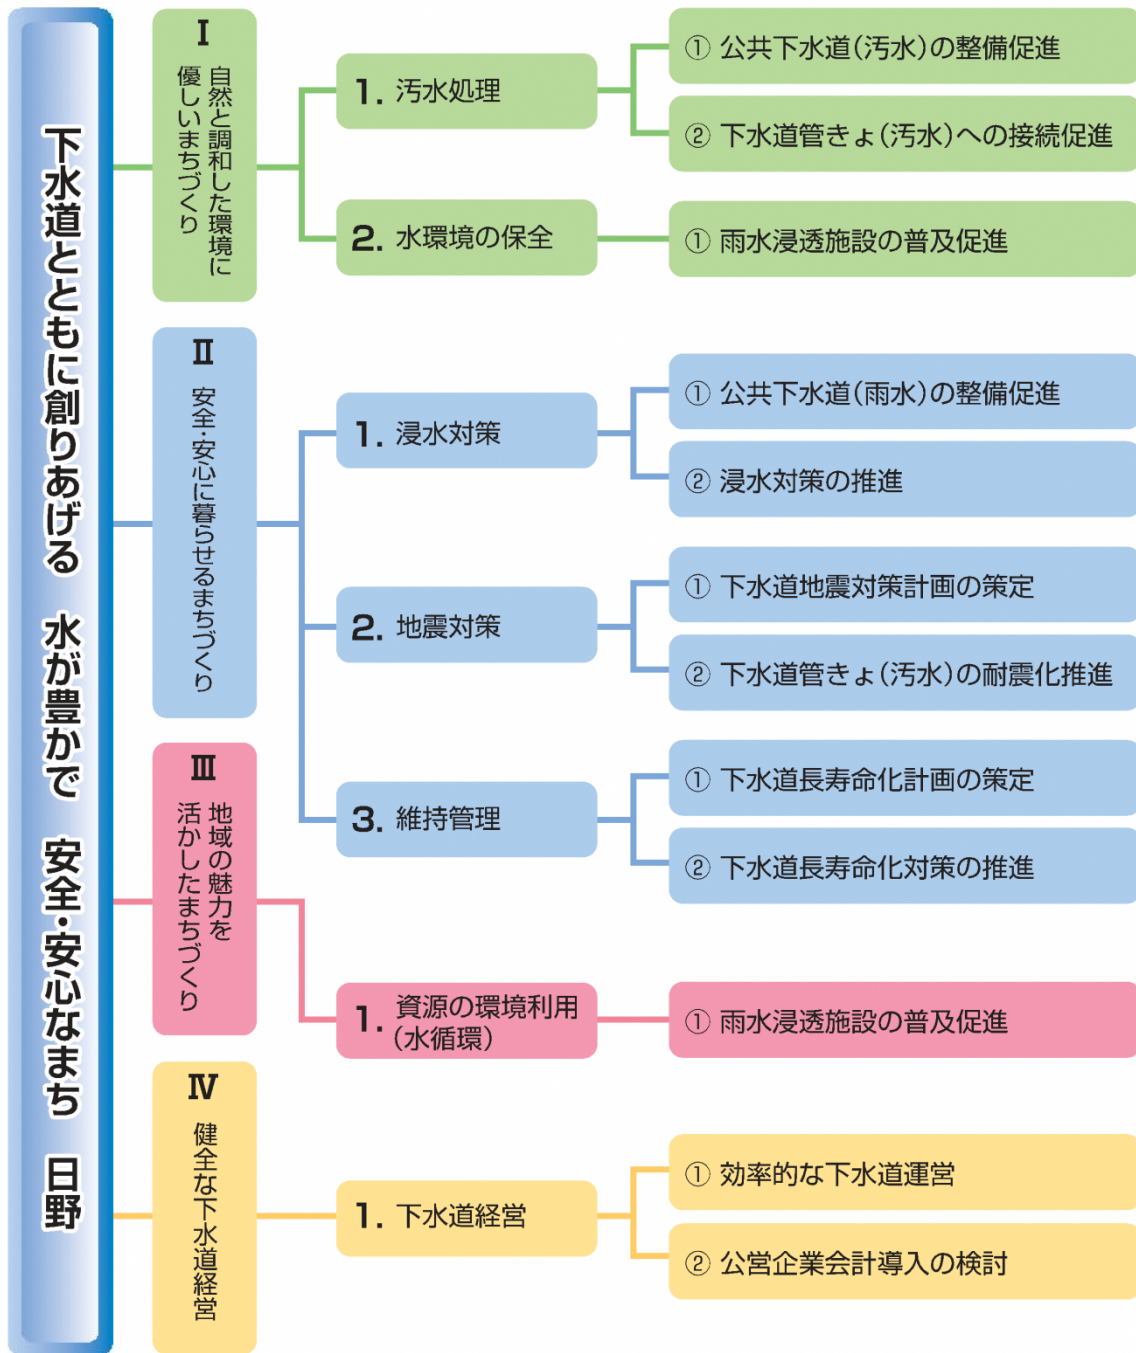 下水道とともに創りあげる　水が豊かで　安全・安心なまち　日野
Ⅰ
自然と調和した環境に
優しいまちづくり
1. 汚水処理
① 公共下水道(汚水)の整備促進
② 下水道管きょ(汚水)への接続促進
2. 水環境の保全
① 雨水浸透施設の普及促進
Ⅱ
安全・安心に暮らせるまちづくり
1. 浸水対策
① 公共下水道(雨水)の整備促進
② 浸水対策の推進
2. 地震対策
① 下水道地震対策計画の策定
② 下水道管きょ(汚水)の耐震化推進
3. 維持管理
① 下水道長寿命化計画の策定
② 下水道長寿命化対策の推進
Ⅲ
地域の魅力を
活かしたまちづくり
1. 資源の環境利用
(水循環)
① 雨水浸透施設の普及促進
Ⅳ
健全な下水道経営
1. 下水道経営
① 効率的な下水道運営
② 公営企業会計導入の検討